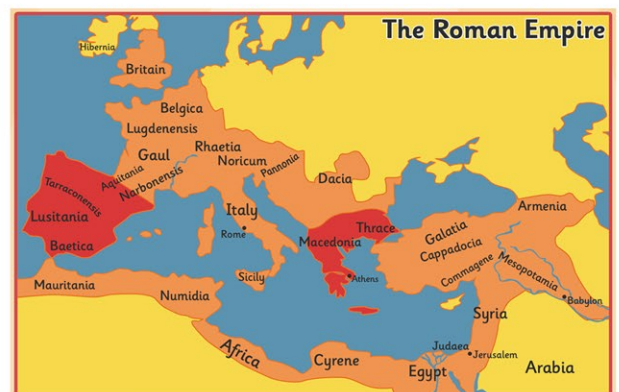 The Roman Empire
Hibernia
Britain
Belgica
Lugdenensis
Gaul
Rhaetia
Noricum
Pannonia
Aquitania
Narbonensis
Dacia
Tarraconensis
Lusitania
Baetica
Italy
Rome
Sicily
Thrace
Macedonia
Athens
Armenia
Galatia
Cappadocia
Commagene
Mesopotamia
Babylon
Mauritania
Numidia
Africa
Cyrene
Syria
Judaea
Jerusalem
Egypt
Arabia